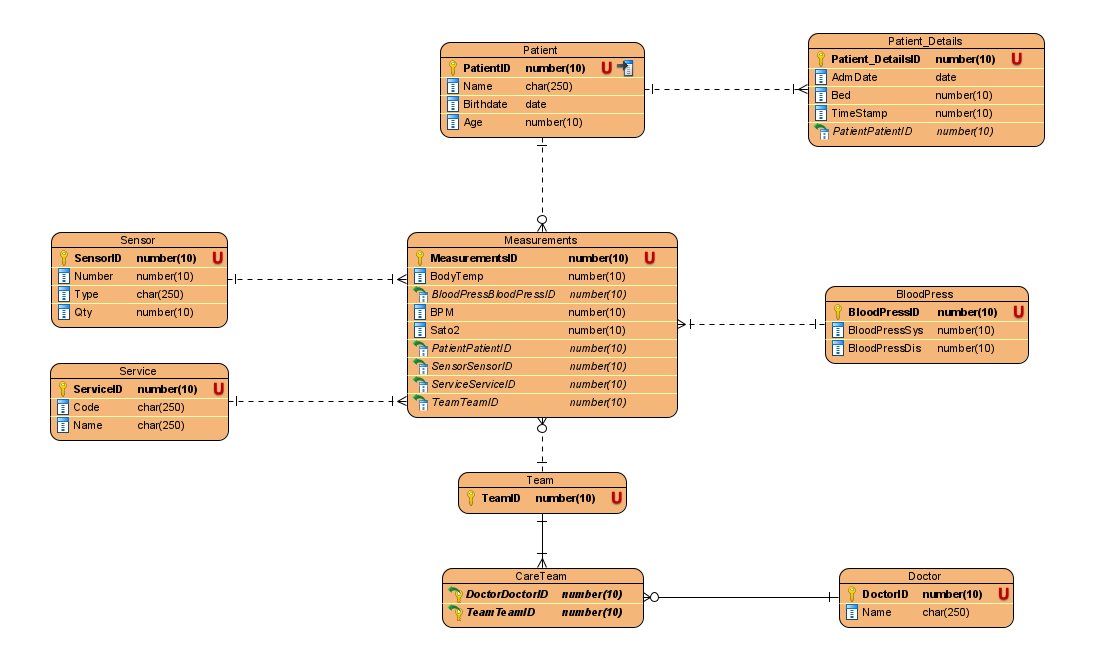 Patient
PatientID number(10) U
Name char(250)
Birthdate date
Age number(10)
Patient_Details
Patient_DetailsID number(10) U
AdmDate date
Bed number(10)
TimeStamp number(10)
PatientPatientID number(10)
Sensor
SensorID number(10) U
Number number(10)
Type char(250)
Qty number(10)
Measurements
MeasurementsID number(10) U
BodyTemp number(10)
BloodPressBloodPressID number(10)
BPM number(10)
Sato2 number(10)
PatientPatientID number(10)
SensorSensorID number(10)
ServiceServiceID number(10)
TeamTeamID number(10)
BloodPress
BloodPressID number(10) U
BloodPressSys number(10)
BloodPressDis number(10)
Service
ServiceID number(10) U
Code char(250)
Name char(250)
Team
TeamID number(10) U
CareTeam
DoctorDoctorID number(10)
TeamTeamID number(10)
Doctor
DoctorID number(10) U
Name char(250)